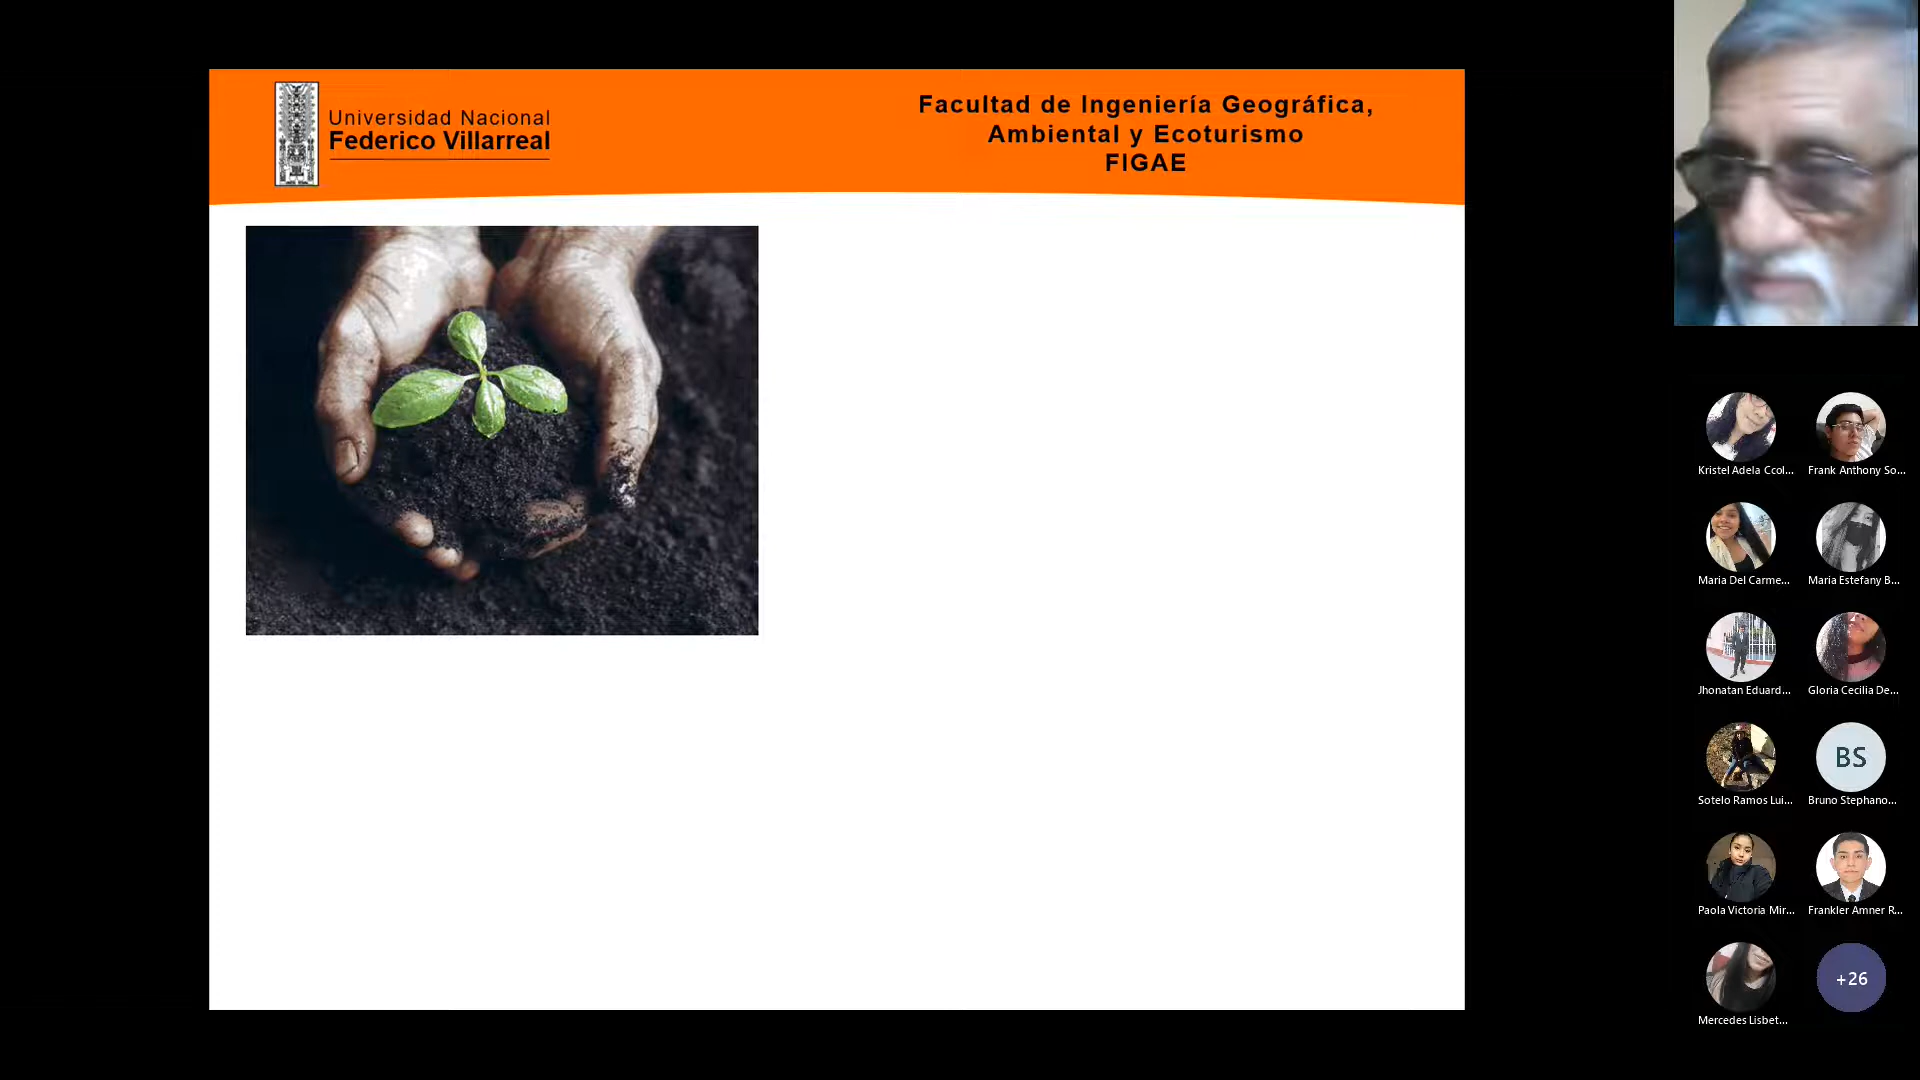 Universidad Nacional
Federico Villarreal
Facultad de Ingeniería Geográfica,
Ambiental y Ecoturismo
FIGAE
Kristel Adela Ccol...
Frank Anthony So...
Maria Del Carme...
Maria Estefany B...
Jhonatan Eduard...
Gloria Cecilia De...
Sotelo Ramos Lui...
BS
Bruno Stephano...
Paola Victoria Mir...
Frankler Amner R...
Mercedes Lisbet...
+26